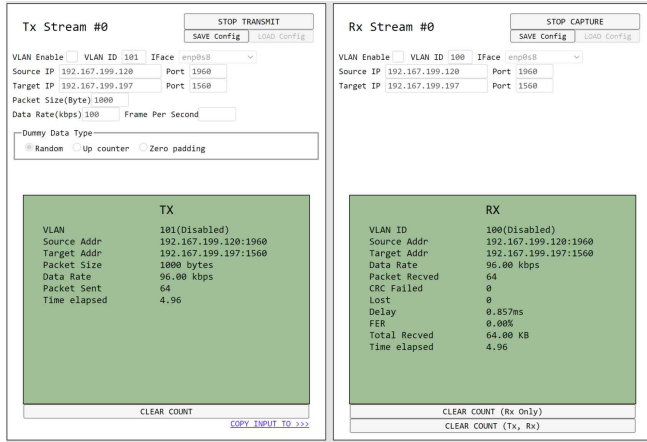 Tx Stream #0
STOP TRANSMIT
SAVE Config LOAD Config
VLAN Enable VLAN ID 101 IFace enp0s8
Source IP 192.167.199.120 Port 1960
Target IP 192.167.199.197 Port 1560
Packet Size(Byte) 1000
Data Rate(kbps) 100 Frame Per Second
Dummy Data Type
Random Up counter Zero padding
TX
VLAN 101(Disabled)
Source Addr 192.167.199.120:1960
Target Addr 192.167.199.197:1560
Packet Size 1000 bytes
Data Rate 96.00 kbps
Packet Sent 64
Time elapsed 4.96
CLEAR COUNT
COPY INPUT TO >>>
Rx Stream #0
STOP CAPTURE
SAVE Config LOAD Config
VLAN Enable VLAN ID 100 IFace enp0s8
Source IP 192.167.199.120 Port 1960
Target IP 192.167.199.197 Port 1560
RX
VLAN ID 100(Disabled)
Source Addr 192.167.199.120:1960
Target Addr 192.167.199.197:1560
Data Rate 96.00 kbps
Packet Recved 64
CRC Failed 0
Lost 0
Delay 0.857ms
FER 0.00%
Total Recved 64.00 KB
Time elapsed 4.96
CLEAR COUNT (Rx Only)
CLEAR COUNT (Tx, Rx)